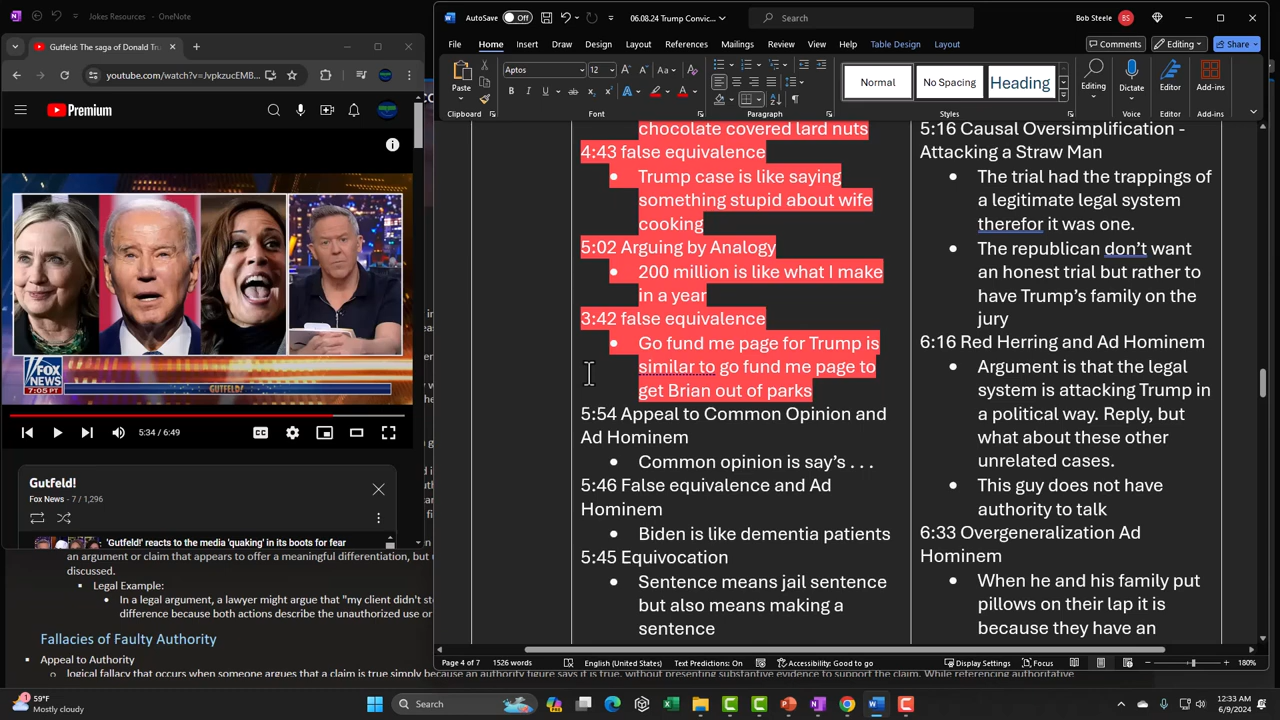 Jokes Resources - OneNote
Gutfeld: The saga of Donald Tru
youtube.com/watch?v=JvpkzucEMB...
Premium
FOX
NEWS
7:05 PT
GUTFELD!
5:34 / 6:49
Gutfeld!
Fox News - 7 / 1,296
'Gutfeld!' reacts to the media 'quaking' in its boots for fear
an argument or claim that appears to offer a meaningful difference, but
discussed.
Legal Example:
In a legal argument, a lawyer might argue that "my client didn't st
difference because both actions describe the unauthorized use or
Fallacies of Faulty Authority
Appeal to Authority
logical fallacy that occurs when someone argues that a claim is true simply because an authority figure says it is true, without presenting substantive evidence to support the claim. While referencing authoritative
AutoSave Off
06.08.24 Trump Convic...
Search
Bob Steele BS
File Home Insert Draw Design Layout References Mailings Review View Help Table Design Layout
Comments Editing Share
Paste
Aptos 12
Normal No Spacing Heading
Editing Dictate Editor Add-ins
Clipboard Font Paragraph Styles Voice Editor Add-ins
chocolate covered lard nuts
4:43 false equivalence
Trump case is like saying
something stupid about wife
cooking
5:02 Arguing by Analogy
200 million is like what I make
in a year
3:42 false equivalence
Go fund me page for Trump is
similar to go fund me page to
get Brian out of parks
5:54 Appeal to Common Opinion and
Ad Hominem
Common opinion is say's . . .
5:46 False equivalence and Ad
Hominem
Biden is like dementia patients
5:45 Equivocation
Sentence means jail sentence
but also means making a
sentence
5:16 Causal Oversimplification -
Attacking a Straw Man
The trial had the trappings of
a legitimate legal system
therefor it was one.
The republican don't want
an honest trial but rather to
have Trump's family on the
jury
6:16 Red Herring and Ad Hominem
Argument is that the legal
system is attacking Trump in
a political way. Reply, but
what about these other
unrelated cases.
This guy does not have
authority to talk
6:33 Overgeneralization Ad
Hominem
When he and his family put
pillows on their lap it is
because they have an
Page 4 of 7 1526 words English (United States) Text Predictions: On Accessibility: Good to go Display Settings Focus 180%
59°F
Mostly cloudy
Search
12:33 AM
6/9/2024